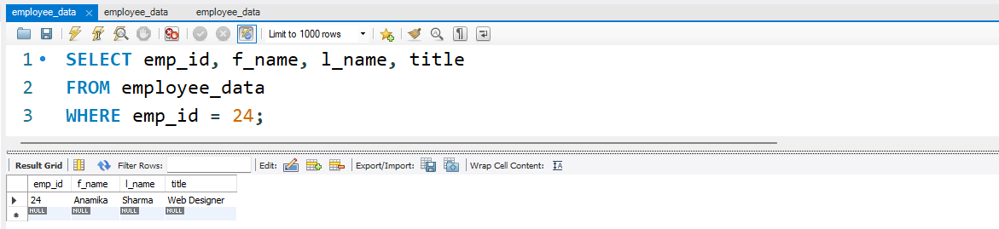 employee_data × employee_data employee_data
Limit to 1000 rows
1 SELECT emp_id, f_name, l_name, title
2 FROM employee_data
3 WHERE emp_id = 24;
Result Grid Filter Rows: Edit: Export/Import: Wrap Cell Content: IA
emp_id f_name l_name title
24 Anamika Sharma Web Designer
NULL NULL NULL NULL